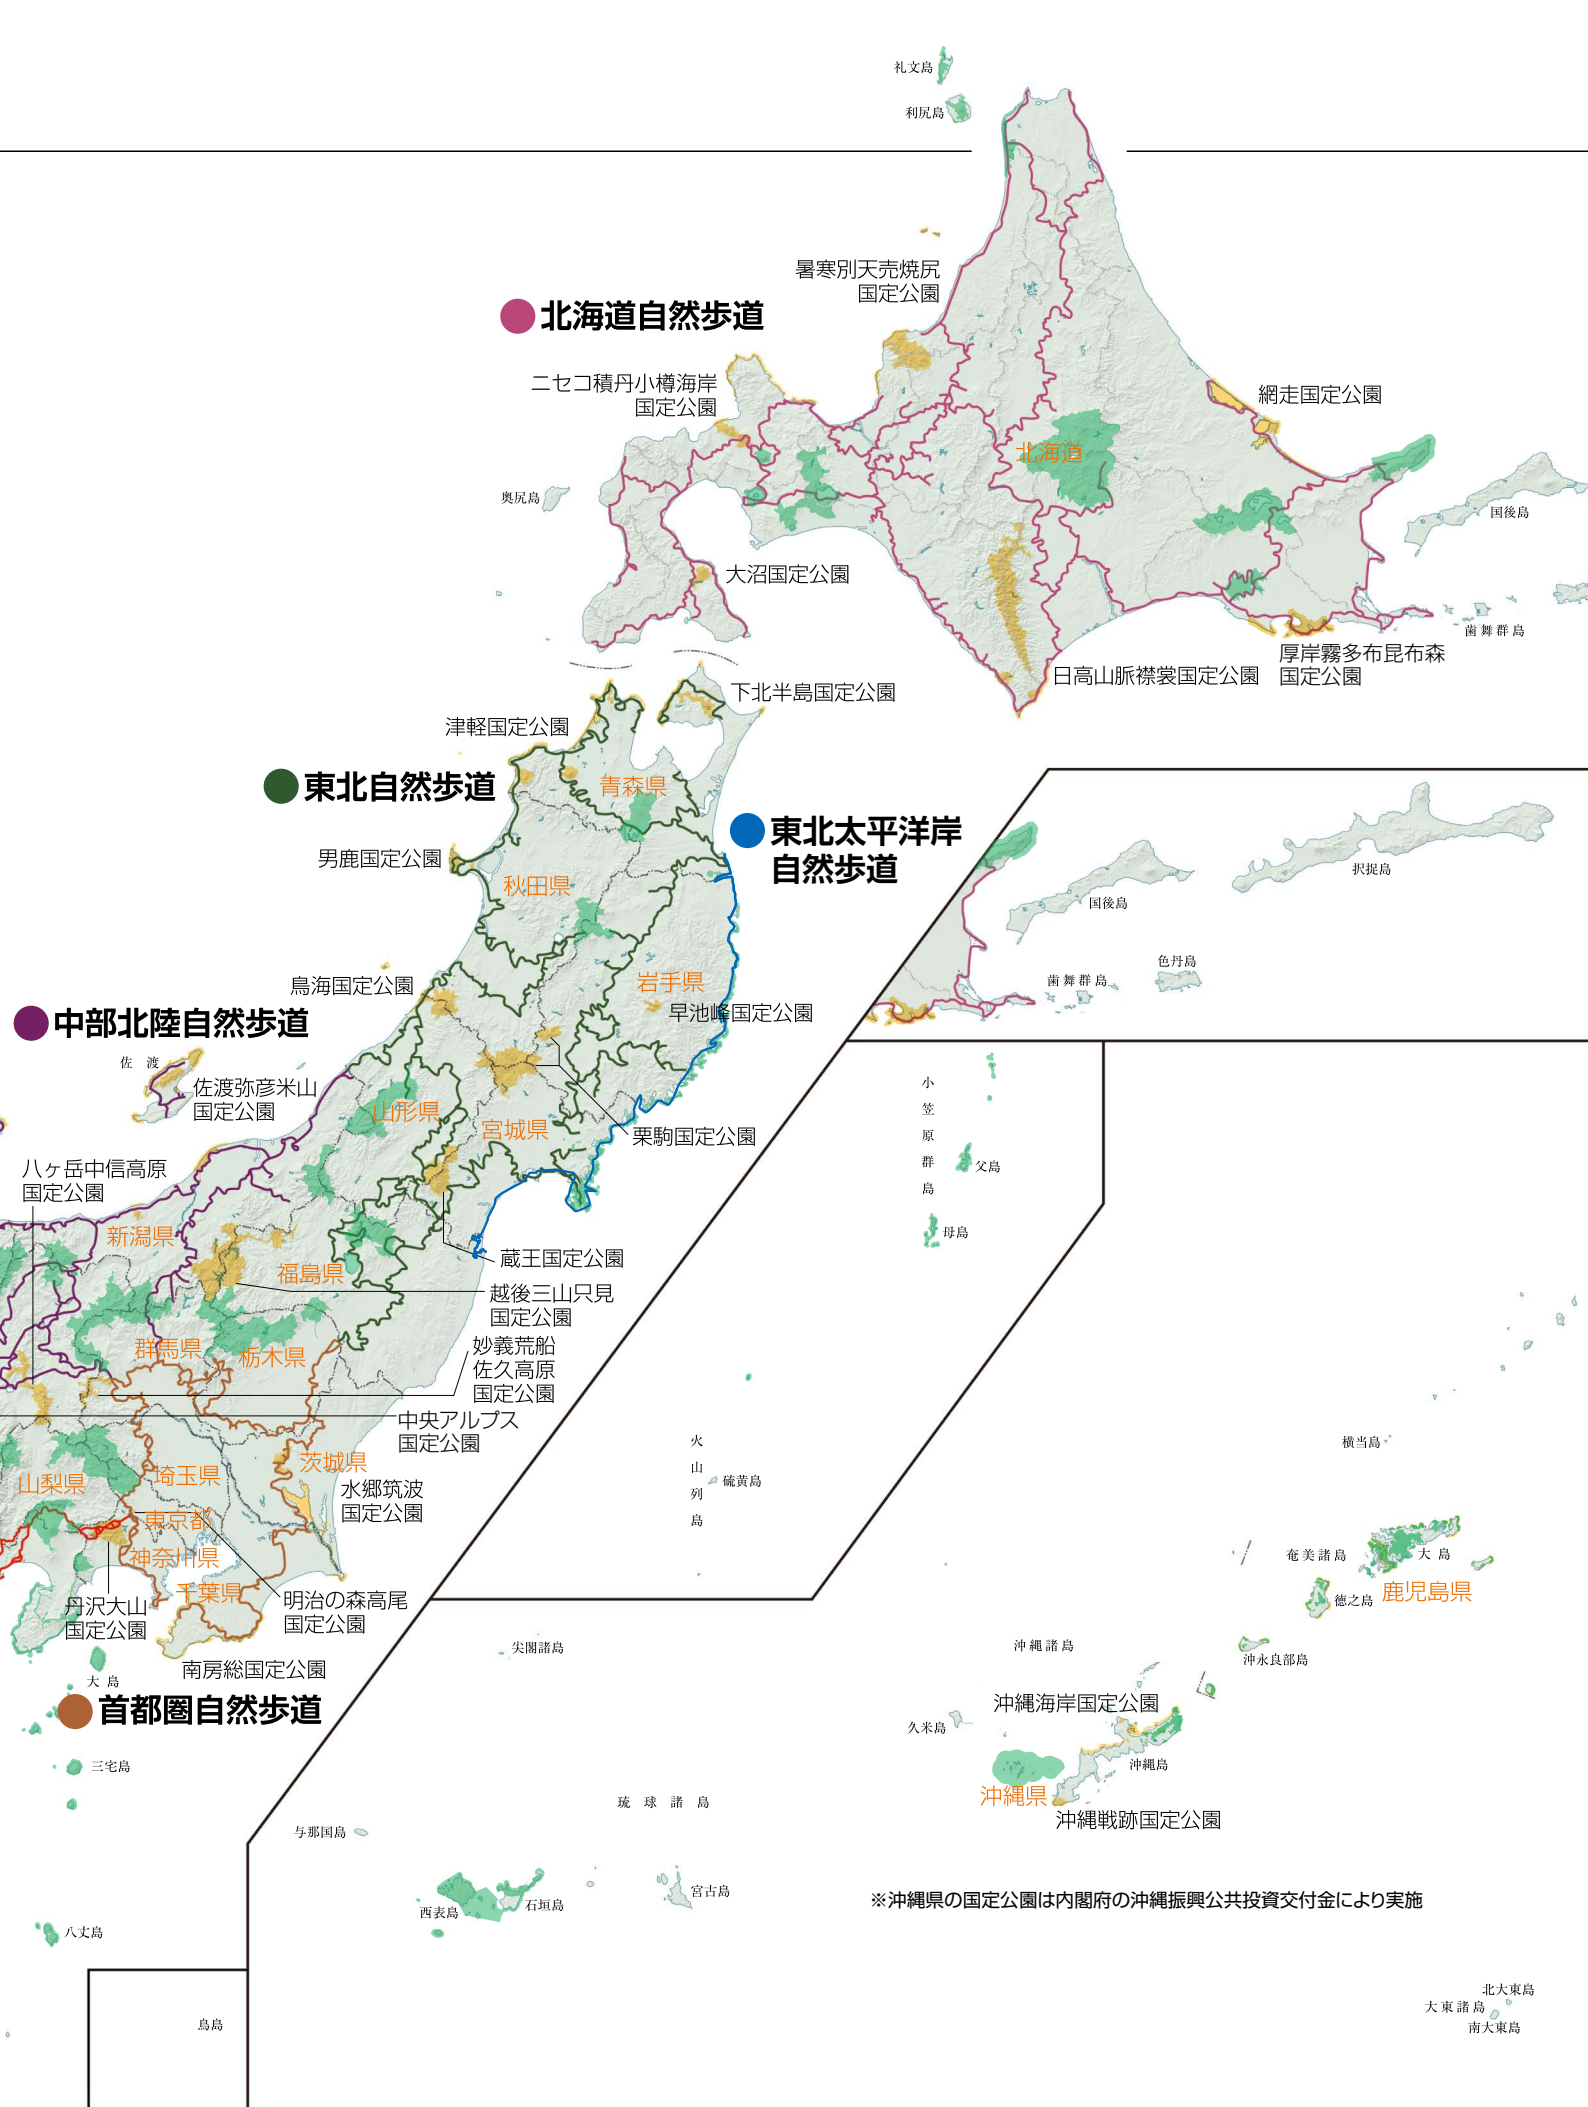 礼文島
利尻島
暑寒別天売焼尻
国定公園
北海道自然歩道
ニセコ積丹小樽海岸
国定公園
網走国定公園
北海道
奥尻島
国後島
大沼国定公園
歯舞群島
厚岸霧多布昆布森
国定公園
日高山脈襟裳国定公園
下北半島国定公園
津軽国定公園
東北自然歩道
青森県
東北太平洋岸
自然歩道
男鹿国定公園
秋田県
択捉島
国後島
色丹島
歯舞群島
鳥海国定公園
岩手県
早池峰国定公園
中部北陸自然歩道
佐渡
佐渡弥彦米山
国定公園
山形県
宮城県
栗駒国定公園
小笠原群島
父島
母島
八ヶ岳中信高原
国定公園
新潟県
福島県
蔵王国定公園
越後三山只見
国定公園
群馬県
栃木県
妙義荒船
佐久高原
国定公園
中央アルプス
国定公園
火山列島
硫黄島
横当島
茨城県
埼玉県
山梨県
水郷筑波
国定公園
東京都
神奈川県
千葉県
丹沢大山
国定公園
明治の森高尾
国定公園
南房総国定公園
奄美諸島
大島
徳之島
鹿児島県
尖閣諸島
沖縄諸島
沖永良部島
大島
首都圏自然歩道
沖縄海岸国定公園
久米島
沖縄島
沖縄県
沖縄戦跡国定公園
三宅島
琉球諸島
与那国島
宮古島
石垣島
西表島
※沖縄県の国定公園は内閣府の沖縄振興公共投資交付金により実施
八丈島
鳥島
北大東島
大東諸島
南大東島